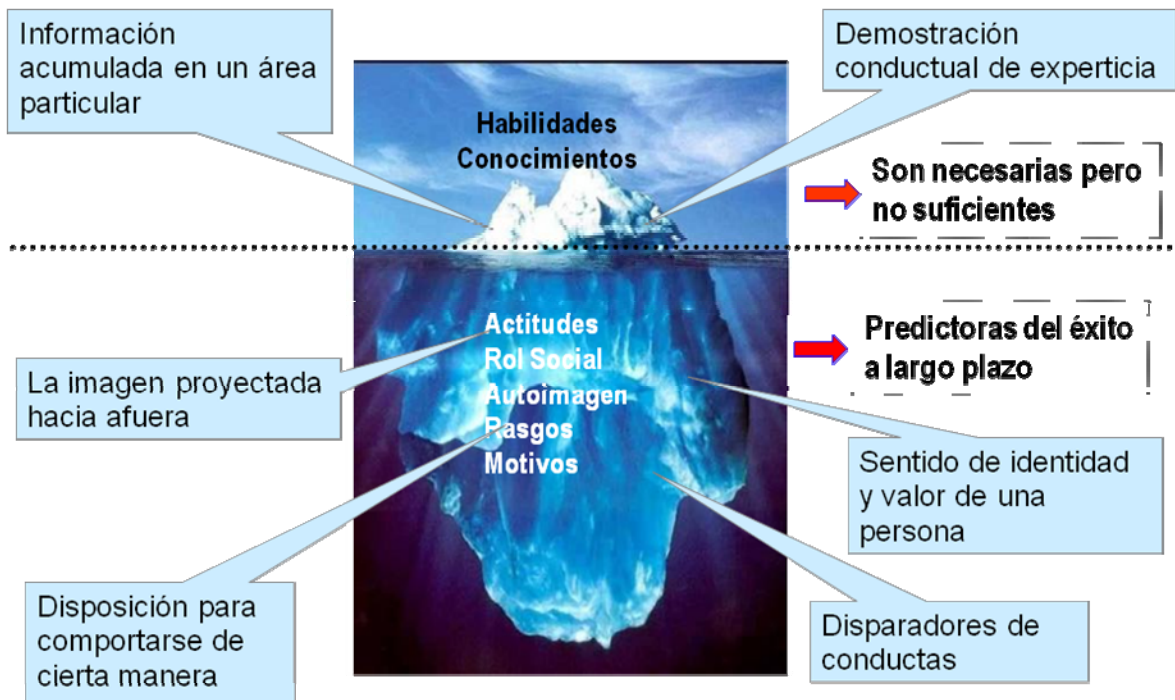 Información
acumulada en un área
particular
Demostración
conductual de experticia
Habilidades
Conocimientos
Son necesarias pero
no suficientes
Actitudes
Rol Social
Autoimagen
Rasgos
Motivos
Predictoras del éxito
a largo plazo
La imagen proyectada
hacia afuera
Sentido de identidad
y valor de una
persona
Disposición para
comportarse de
cierta manera
Disparadores de
conductas